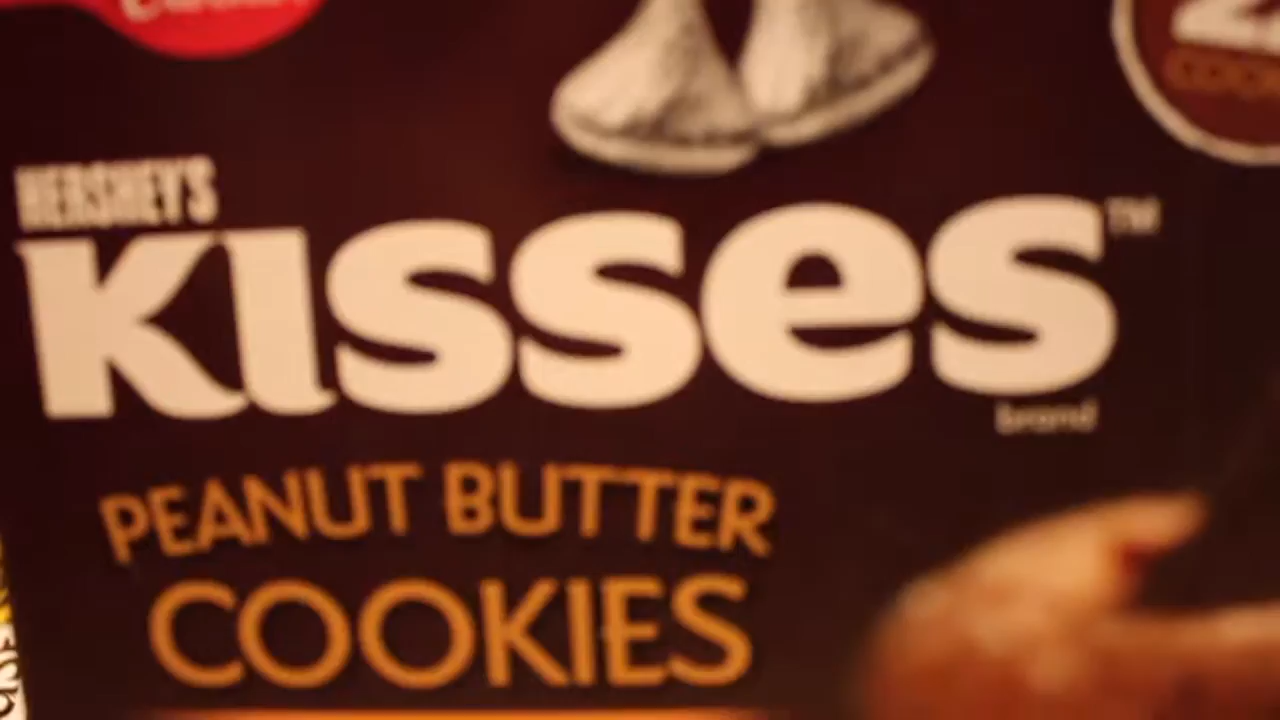 HERSHEY'S
KISSES™
brand
PEANUT BUTTER
COOKIES